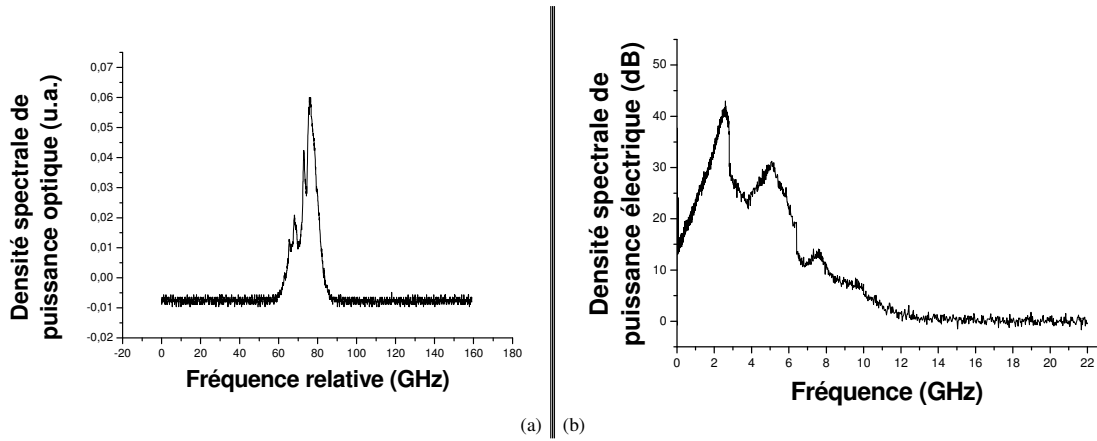 Densité spectrale de
puissance optique (u.a.)
0,07
0,06
0,05
0,04
0,03
0,02
0,01
0,00
-0,01
-0,02
-20 0 20 40 60 80 100 120 140 160 180
Fréquence relative (GHz)
(a)
Densité spectrale de
puissance électrique (dB)
50
40
30
20
10
0
0 2 4 6 8 10 12 14 16 18 20 22
Fréquence (GHz)
(b)